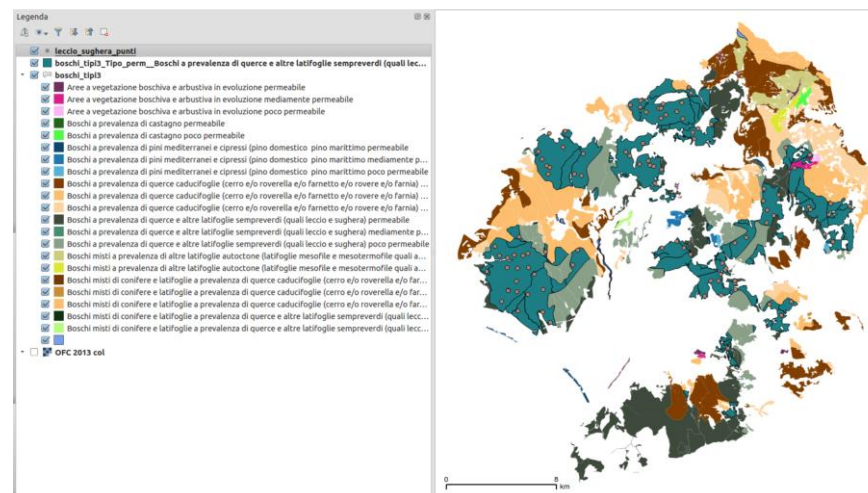 Legenda
leccio_sughera_punti
boschi_tipi3_Tipo_perm__Boschi a prevalenza di querce e altre latifoglie sempreverdi (quali lec...
boschi_tipi3
Aree a vegetazione boschiva e arbustiva in evoluzione permeabile
Aree a vegetazione boschiva e arbustiva in evoluzione mediamente permeabile
Aree a vegetazione boschiva e arbustiva in evoluzione poco permeabile
Boschi a prevalenza di castagno permeabile
Boschi a prevalenza di castagno poco permeabile
Boschi a prevalenza di pini mediterranei e cipressi (pino domestico pino marittimo permeabile
Boschi a prevalenza di pini mediterranei e cipressi (pino domestico pino marittimo mediamente p...
Boschi a prevalenza di pini mediterranei e cipressi (pino domestico pino marittimo poco permeabile
Boschi a prevalenza di querce caducifoglie (cerro e/o roverella e/o farnetto e/o rovere e/o farnia) ...
Boschi a prevalenza di querce caducifoglie (cerro e/o roverella e/o farnetto e/o rovere e/o farnia) ...
Boschi a prevalenza di querce caducifoglie (cerro e/o roverella e/o farnetto e/o rovere e/o farnia) ...
Boschi a prevalenza di querce e altre latifoglie sempreverdi (quali leccio e sughera) permeabile
Boschi a prevalenza di querce e altre latifoglie sempreverdi (quali leccio e sughera) mediamente p...
Boschi a prevalenza di querce e altre latifoglie sempreverdi (quali leccio e sughera) poco permeabile
Boschi misti a prevalenza di altre latifoglie autoctone (latifoglie mesofile e mesotermofile quali a...
Boschi misti a prevalenza di altre latifoglie autoctone (latifoglie mesofile e mesotermofile quali a...
Boschi misti di conifere e latifoglie a prevalenza di querce caducifoglie (cerro e/o roverella e/o far...
Boschi misti di conifere e latifoglie a prevalenza di querce caducifoglie (cerro e/o roverella e/o far...
Boschi misti di conifere e latifoglie a prevalenza di querce caducifoglie (cerro e/o roverella e/o far...
Boschi misti di conifere e latifoglie a prevalenza di querce e altre latifoglie sempreverdi (quali lecc...
Boschi misti di conifere e latifoglie a prevalenza di querce e altre latifoglie sempreverdi (quali lecc...
OFC 2013 col
0 8
km